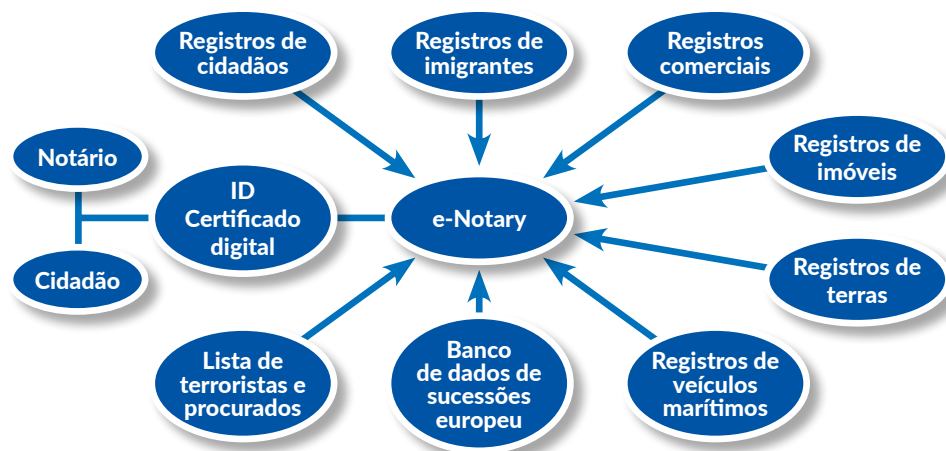 Registros de
cidadãos
Registros de
imigrantes
Registros
comerciais
Notário
ID
Certificado
digital
e-Notary
Registros de
imóveis
Cidadão
Registros de
terras
Lista de
terroristas e
procurados
Banco
de dados de
sucessões
europeu
Registros de
veículos
marítimos